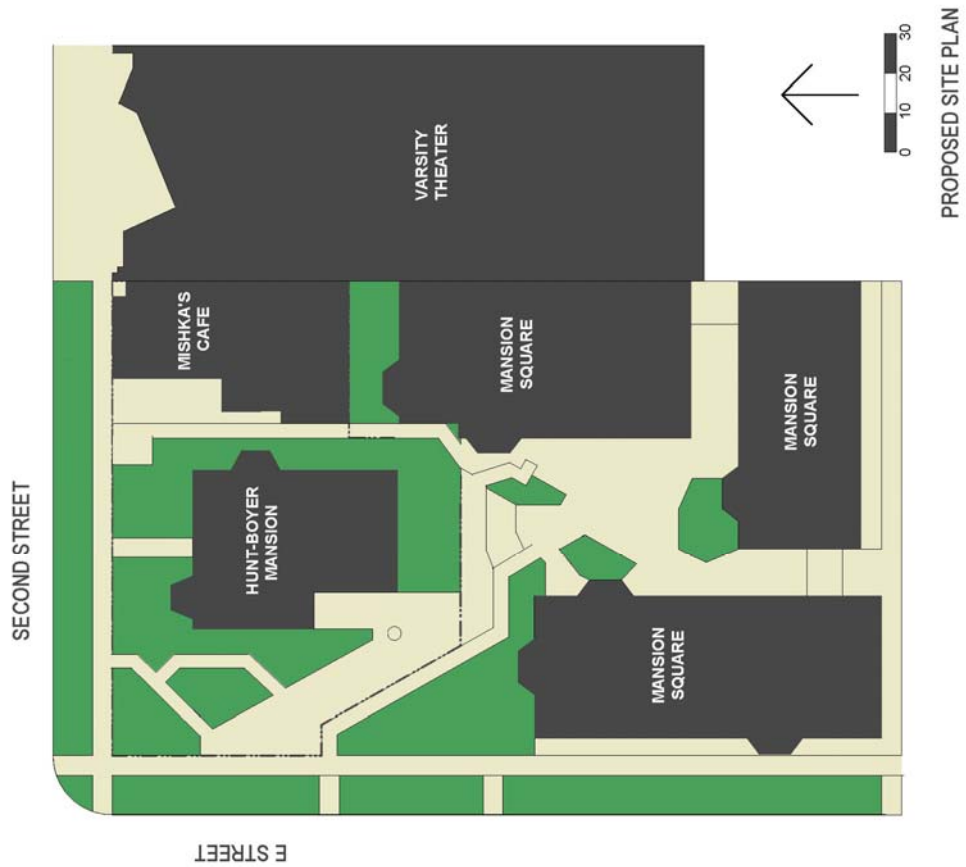 SECOND STREET
E STREET
HUNT-BOYER
MANSION
MISHKA'S
CAFE
VARSITY
THEATER
MANSION
SQUARE
MANSION
SQUARE
MANSION
SQUARE
0 10 20 30
PROPOSED SITE PLAN